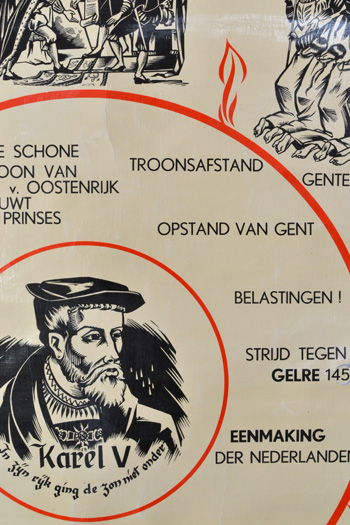 E SCHONE
OON VAN
v. OOSTENRIJK
UWT
PRINSES
TROONSAFSTAND
GENTE
OPSTAND VAN GENT
BELASTINGEN !
STRIJD TEGEN
GELRE 145
EENMAKING
DER NEDERLANDEN
Karel V
In zijn rijk ging de zon niet onder